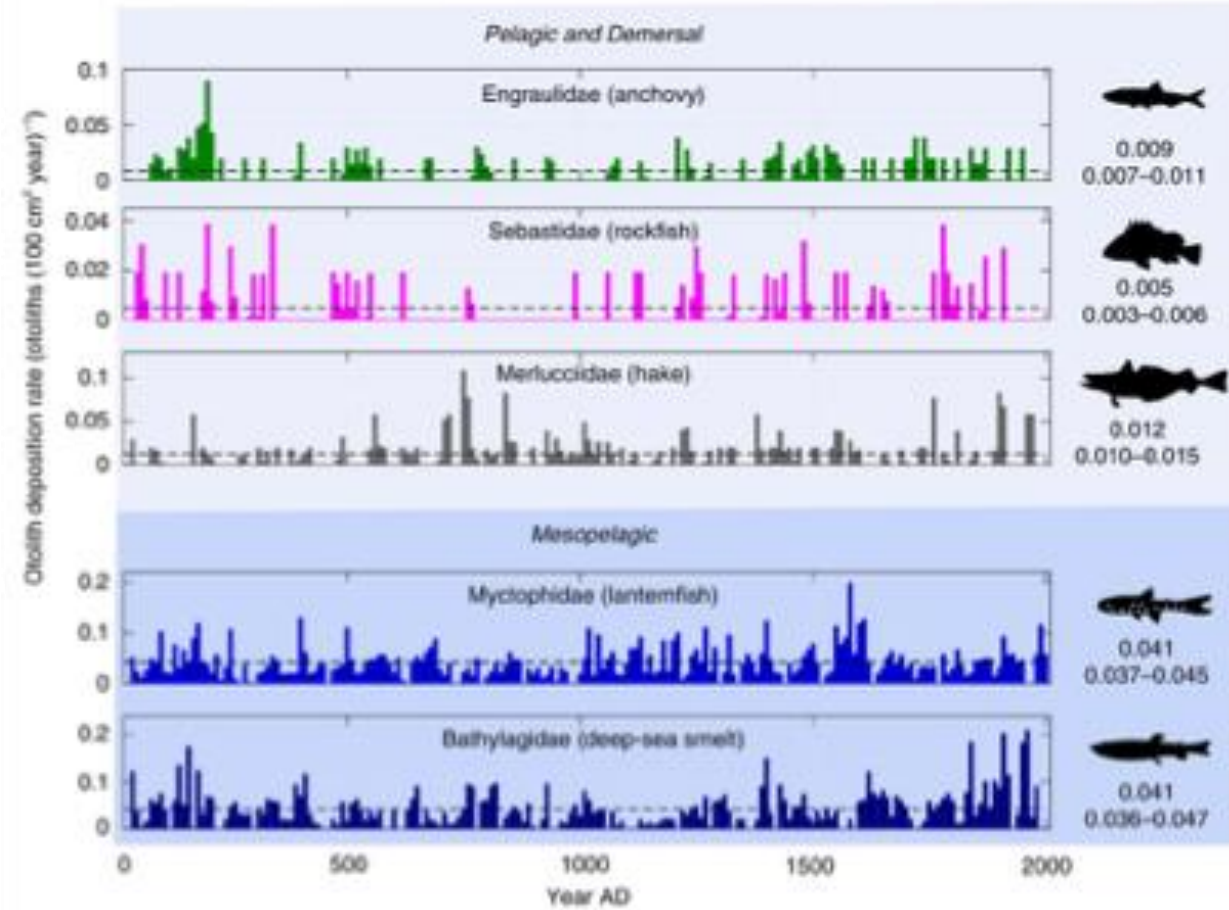 Pelagic and Demersal
Otolith deposition rate (otoliths (100 cm² year)⁻¹)
0.1
0.05
0
Engraulidae (anchovy)
0.009
0.007–0.011
0.04
0.02
0
Sebastidae (rockfish)
0.005
0.003–0.006
0.1
0.05
0
Merlucciidae (hake)
0.012
0.010–0.015
Mesopelagic
0.2
0.1
0
Myctophidae (lanternfish)
0.041
0.037–0.045
0.2
0.1
0
Bathylagidae (deep-sea smelt)
0.041
0.036–0.047
0 500 1000 1500 2000
Year AD